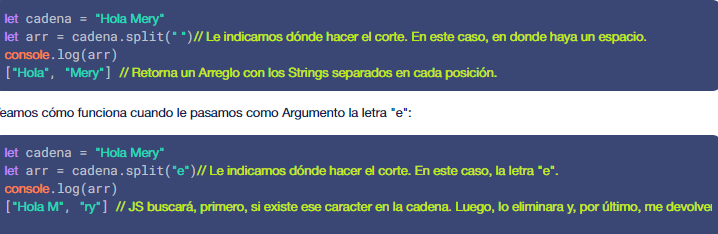 let cadena = "Hola Mery"
let arr = cadena.split(" ")// Le indicamos dónde hacer el corte. En este caso, en donde haya un espacio.
console.log(arr)
["Hola", "Mery"] // Retorna un Arreglo con los Strings separados en cada posición.
eamos cómo funciona cuando le pasamos como Argumento la letra "e":
let cadena = "Hola Mery"
let arr = cadena.split("e")// Le indicamos dónde hacer el corte. En este caso, la letra "e".
console.log(arr)
["Hola M", "ry"] // JS buscará, primero, si existe ese caracter en la cadena. Luego, lo eliminara y, por último, me devolver